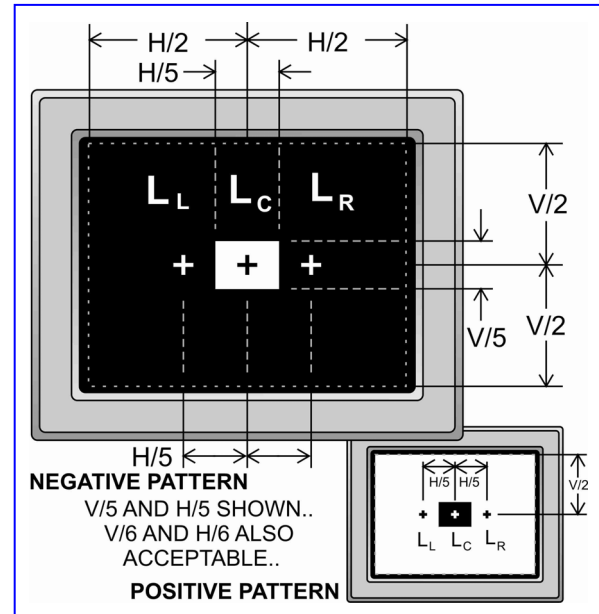 H/2 H/2
H/5
L L L C L R
V/2
V/5
V/2
H/5
NEGATIVE PATTERN
V/5 AND H/5 SHOWN..
V/6 AND H/6 ALSO
ACCEPTABLE..
POSITIVE PATTERN
H/5 H/5
V/2
L L L C L R